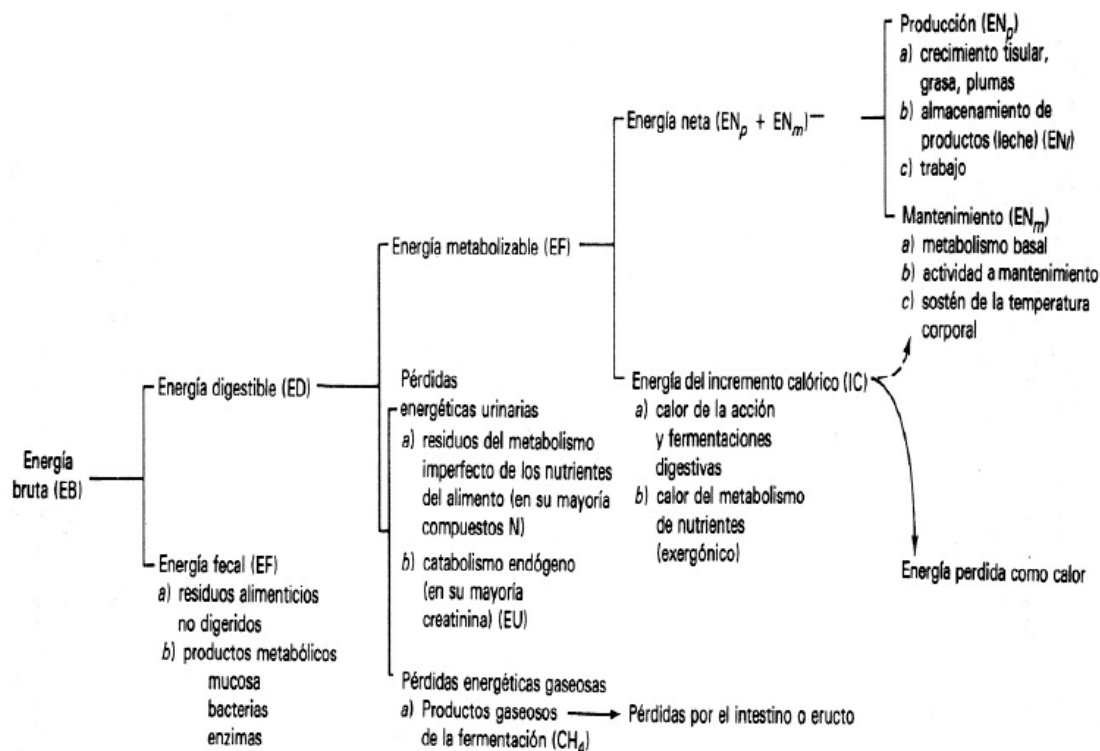 Energía
bruta (EB)
Energía digestible (ED)
Energía fecal (EF)
a) residuos alimenticios
no digeridos
b) productos metabólicos
mucosa
bacterias
enzimas
Energía metabolizable (EF)
Pérdidas
energéticas urinarias
a) residuos del metabolismo
imperfecto de los nutrientes
del alimento (en su mayoría
compuestos N)
b) catabolismo endógeno
(en su mayoría
creatinina) (EU)
Pérdidas energéticas gaseosas
a) Productos gaseosos
de la fermentación (CH₄)
Pérdidas por el intestino o eructo
Energía neta (ENp + ENm)
Energía del incremento calórico (IC)
a) calor de la acción
y fermentaciones
digestivas
b) calor del metabolismo
de nutrientes
(exergónico)
Producción (ENp)
a) crecimiento tisular,
grasa, plumas
b) almacenamiento de
productos (leche) (ENl)
c) trabajo
Mantenimiento (ENm)
a) metabolismo basal
b) actividad a mantenimiento
c) sostén de la temperatura
corporal
Energía perdida como calor